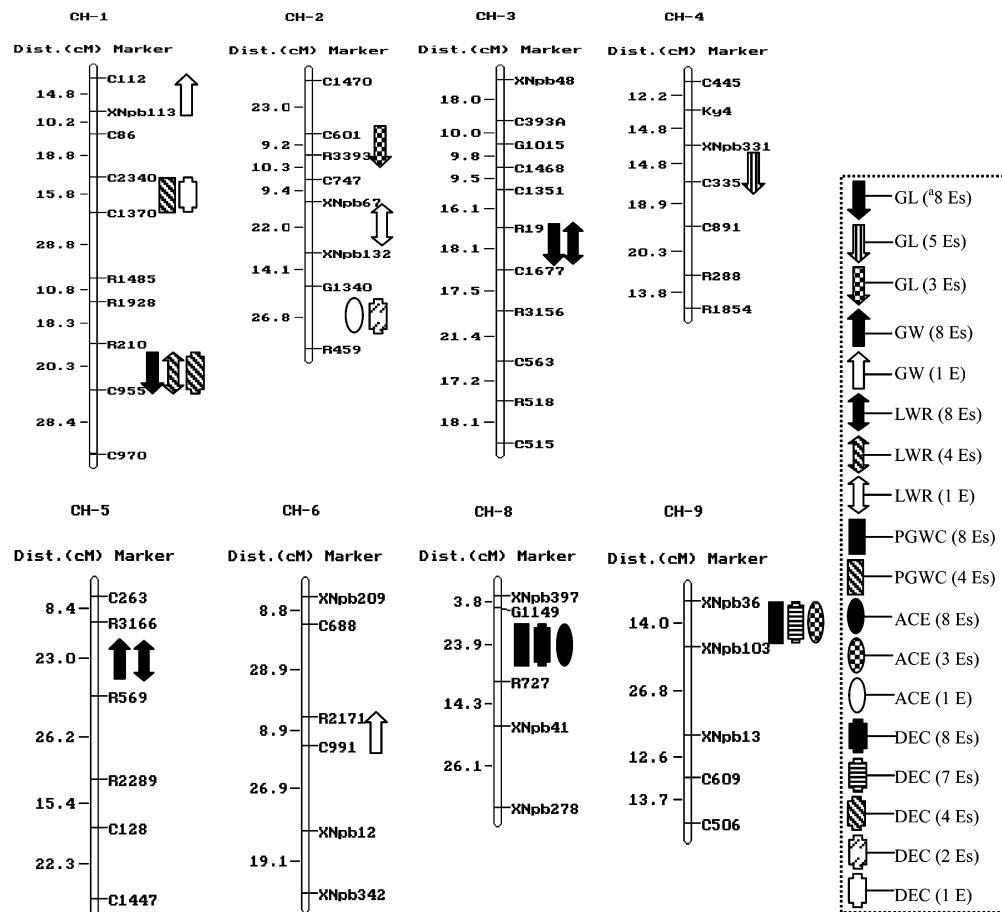 CH-1
Dist.(cM) Marker
C112
14.8
XNpb113
10.2
C86
18.8
C2340
15.8
C1370
28.8
R1485
10.8
R1928
18.3
R210
20.3
C955
28.4
C970
CH-2
Dist.(cM) Marker
C1470
23.0
C601
9.2
R3393
10.3
C747
9.4
XNpb67
22.0
XNpb132
14.1
G1340
26.8
R459
CH-3
Dist.(cM) Marker
XNpb48
18.0
C393A
10.0
G1015
9.8
C1468
9.5
C1351
16.1
R19
18.1
C1677
17.5
R3156
21.4
C563
17.2
R518
18.1
C515
CH-4
Dist.(cM) Marker
C445
12.2
Ky4
14.8
XNpb331
14.8
C335
18.9
C891
20.3
R288
13.8
R1854
CH-5
Dist.(cM) Marker
C263
8.4
R3166
23.0
R569
26.2
R2289
15.4
C128
22.3
C1447
CH-6
Dist.(cM) Marker
XNpb209
8.8
C688
28.9
R2171
8.9
C991
26.9
XNpb12
19.1
XNpb342
CH-8
Dist.(cM) Marker
XNpb397
3.8
G1149
23.9
R727
14.3
XNpb41
26.1
XNpb278
CH-9
Dist.(cM) Marker
XNpb36
14.0
XNpb103
26.8
XNpb13
12.6
C609
13.7
C506
GL (ª8 Es)
GL (5 Es)
GL (3 Es)
GW (8 Es)
GW (1 E)
LWR (8 Es)
LWR (4 Es)
LWR (1 E)
PGWC (8 Es)
PGWC (4 Es)
ACE (8 Es)
ACE (3 Es)
ACE (1 E)
DEC (8 Es)
DEC (7 Es)
DEC (4 Es)
DEC (2 Es)
DEC (1 E)